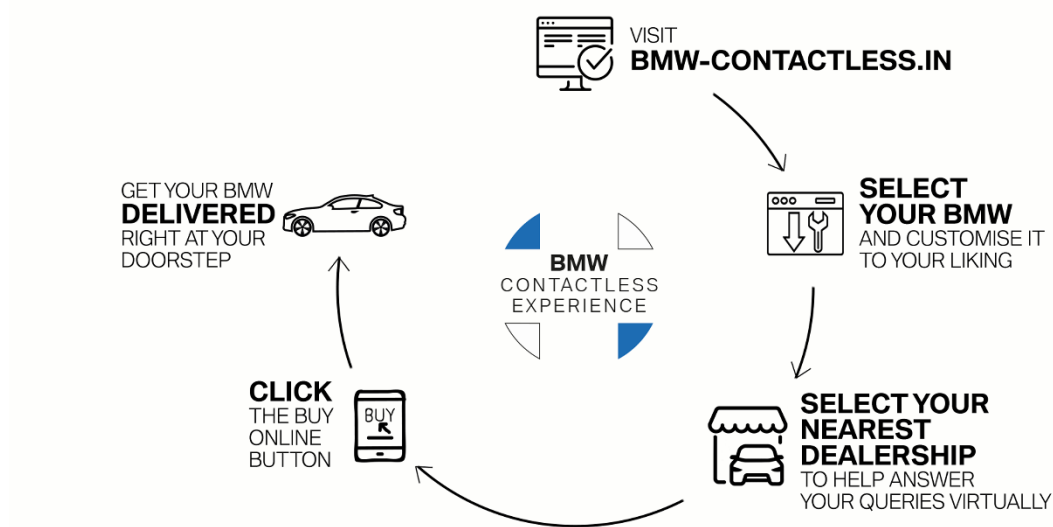 VISIT
BMW-CONTACTLESS.IN
SELECT
YOUR BMW
AND CUSTOMISE IT
TO YOUR LIKING
SELECT YOUR
NEAREST
DEALERSHIP
TO HELP ANSWER
YOUR QUERIES VIRTUALLY
CLICK
THE BUY
ONLINE
BUTTON
BUY
GET YOUR BMW
DELIVERED
RIGHT AT YOUR
DOORSTEP
BMW
CONTACTLESS
EXPERIENCE